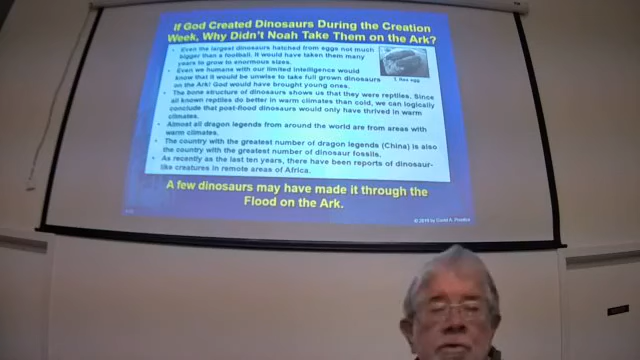 If God Created Dinosaurs During the Creation
Week, Why Didn't Noah Take Them on the Ark?
• Even the largest dinosaurs hatched from eggs not much
bigger than a football. It would have taken them many
years to grow to enormous sizes.
• Even we humans with our limited intelligence would
know that it would be unwise to take full grown dinosaurs
on the Ark! God would have brought young ones.
T. Rex egg
• The bone structure of dinosaurs shows us that they were reptiles. Since
all known reptiles do better in warm climates than cold, we can logically
conclude that post-flood dinosaurs would only have thrived in warm
climates.
• Almost all dragon legends from around the world are from areas with
warm climates.
• The country with the greatest number of dragon legends (China) is also
the country with the greatest number of dinosaur fossils.
• As recently as the last ten years, there have been reports of dinosaur-
like creatures in remote areas of Africa.
A few dinosaurs may have made it through the
Flood on the Ark.
by David A.